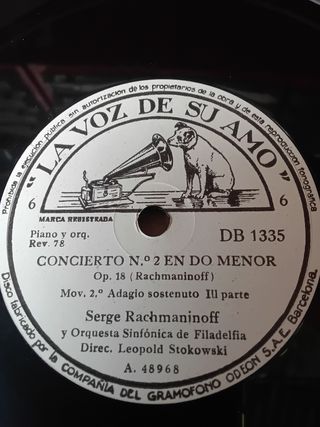 Prohibida la ejecución pública sin autorización de los propietarios de la obra y de esta reproducción fonográfica
"LA VOZ DE SU AMO"
6 6
MARCA REGISTRADA
Piano y orq.
Rev. 78
DB 1335
CONCIERTO N.º 2 EN DO MENOR
Op. 18 (Rachmaninoff)
Mov. 2.º Adagio sostenuto III parte
Serge Rachmaninoff
y Orquesta Sinfónica de Filadelfia
Direc. Leopold Stokowski
A. 48968
Disco fabricado por la COMPAÑIA DEL GRAMOFONO ODEON S.A.E. Barcelona.